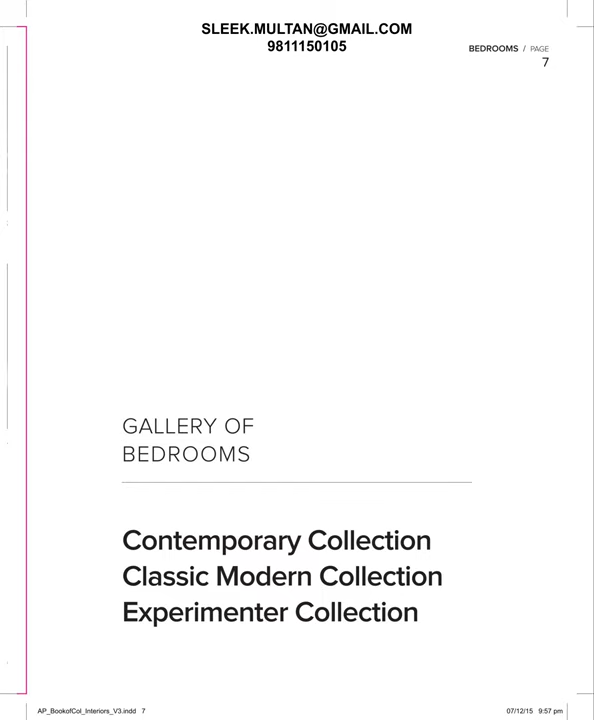 SLEEK.MULTAN@GMAIL.COM
9811150105
BEDROOMS / PAGE
7
GALLERY OF
BEDROOMS
Contemporary Collection
Classic Modern Collection
Experimenter Collection
AP_BookofCol_Interiors_V3.indd 7
07/12/15 9:57 pm